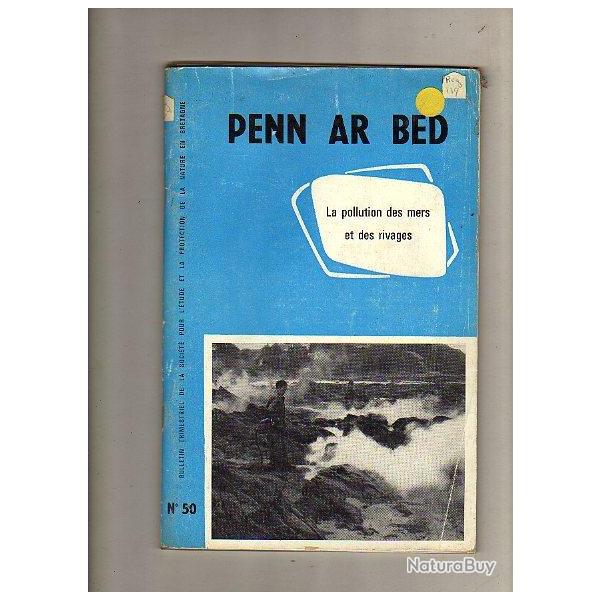 PENN AR BED
La pollution des mers
et des rivages
BULLETIN TRIMESTRIEL DE LA SOCIÉTÉ POUR L'ÉTUDE ET LA PROTECTION DE LA NATURE EN BRETAGNE
N° 50
NaturaBuy